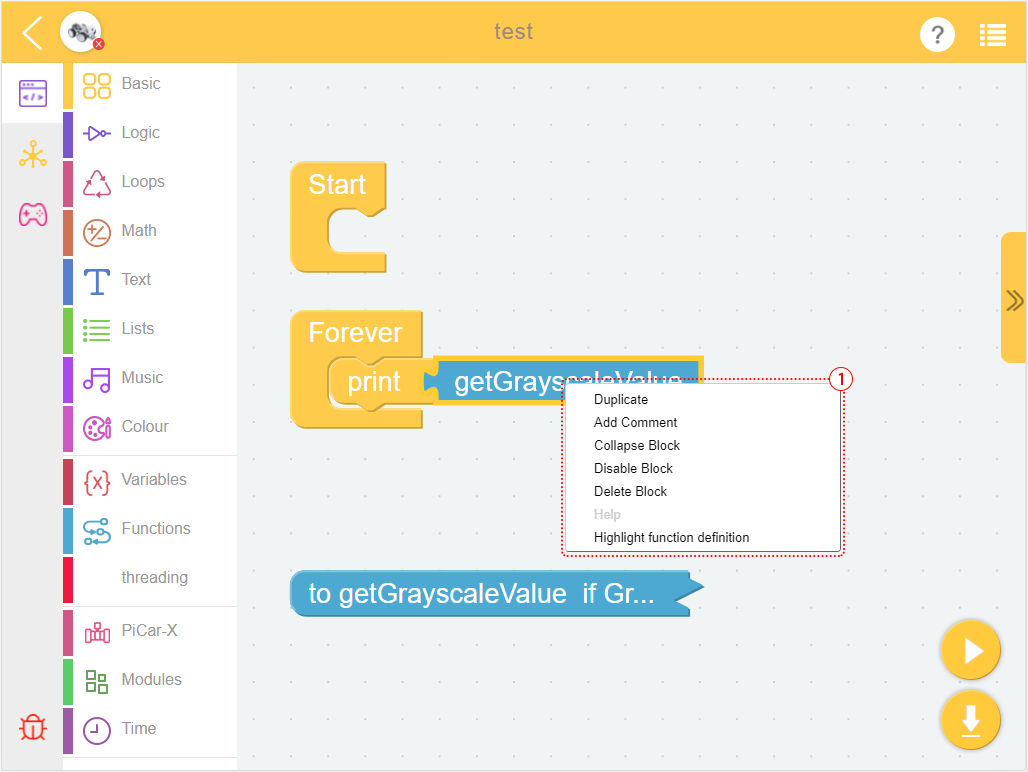 test
?
Basic
Logic
Loops
Math
Text
Lists
Music
Colour
Variables
Functions
threading
PiCar-X
Modules
Time
Start
Forever
print getGrayscaleValue
1
Duplicate
Add Comment
Collapse Block
Disable Block
Delete Block
Help
Highlight function definition
to getGrayscaleValue if Gr...